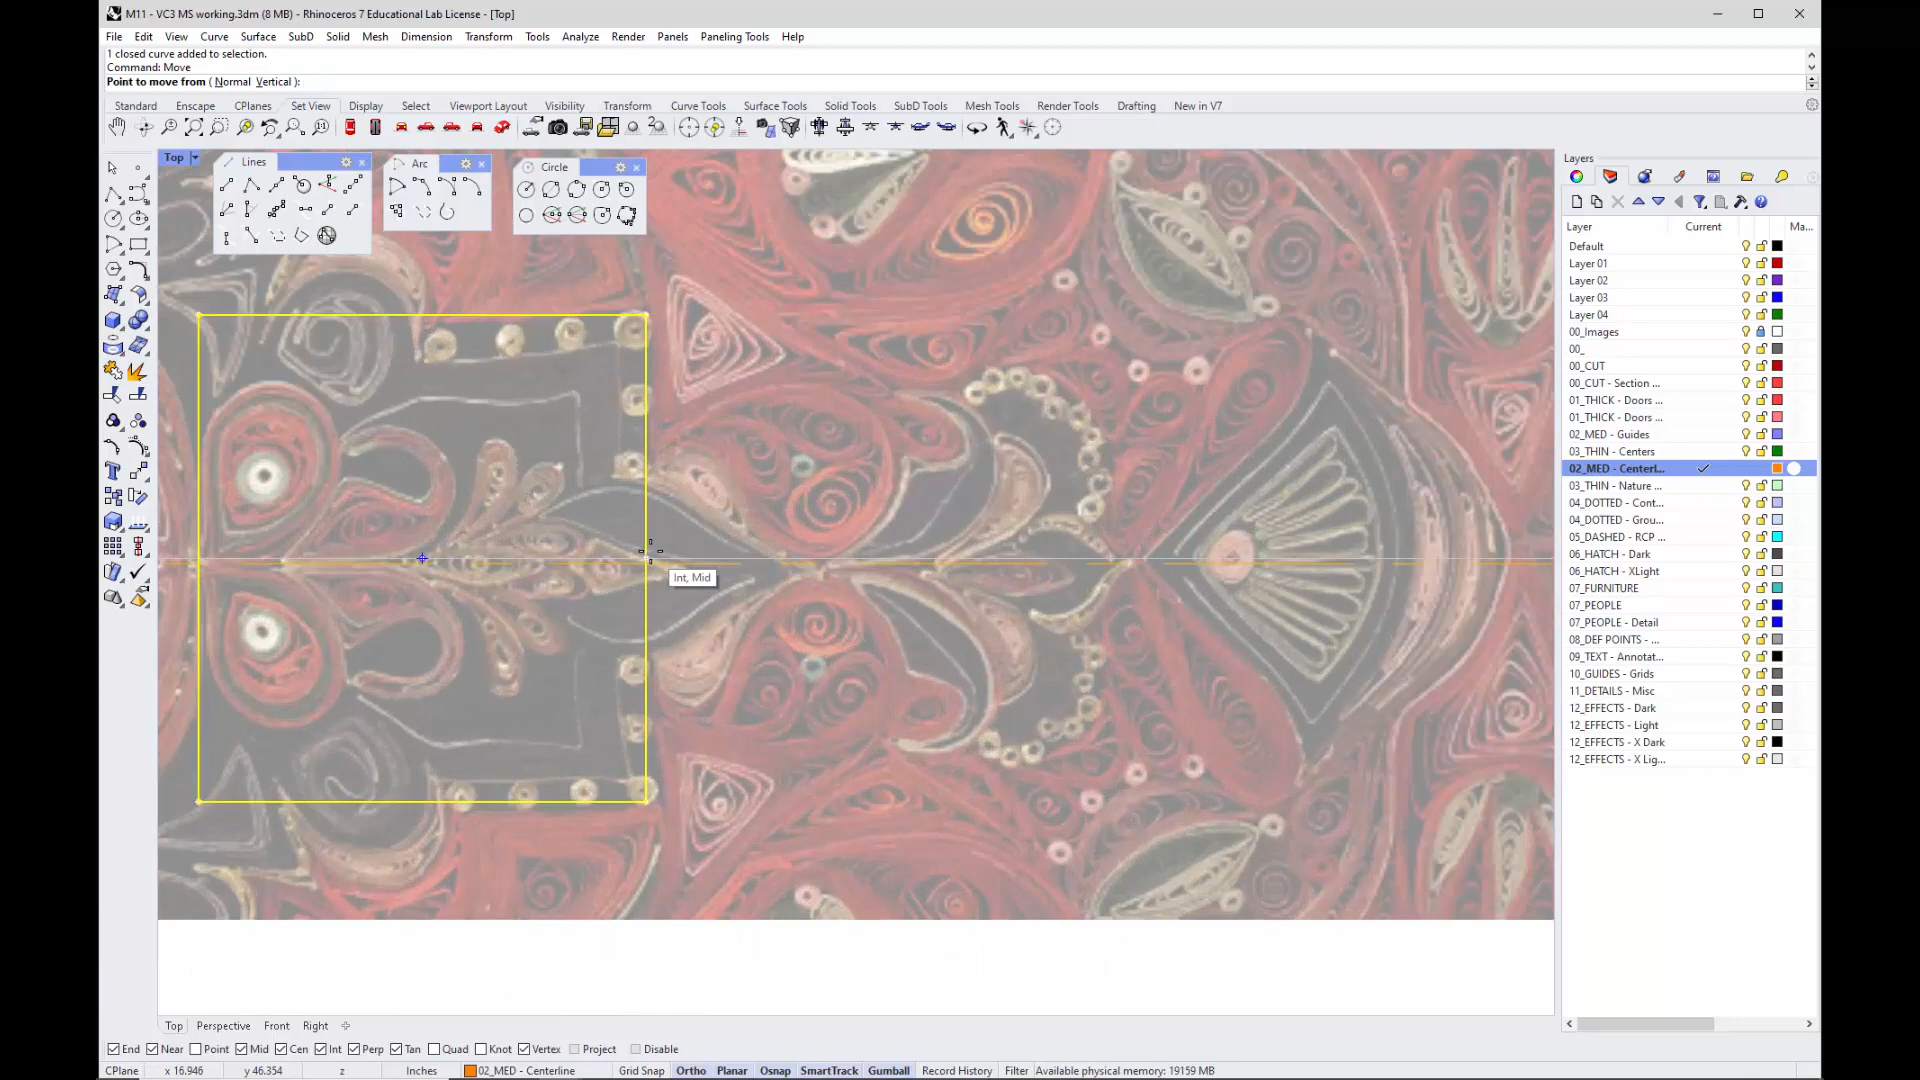 M11 - VC3 MS working.3dm (8 MB) - Rhinoceros 7 Educational Lab License - [Top]
File Edit View Curve Surface SubD Solid Mesh Dimension Transform Tools Analyze Render Panels Paneling Tools Help
1 closed curve added to selection.
Command: Move
Point to move from ( Normal Vertical ):
Standard Enscape CPlanes Set View Display Select Viewport Layout Visibility Transform Curve Tools Surface Tools Solid Tools SubD Tools Mesh Tools Render Tools Drafting New in V7
Top
Lines
Arc
Circle
Int, Mid
Layers
Layer Current Ma...
Default
Layer 01
Layer 02
Layer 03
Layer 04
00_Images
00_
00_CUT
00_CUT - Section ...
01_THICK - Doors ...
01_THICK - Doors ...
02_MED - Guides
03_THIN - Centers
02_MED - Centerl...
03_THIN - Nature ...
04_DOTTED - Cont...
04_DOTTED - Grou...
05_DASHED - RCP ...
06_HATCH - Dark
06_HATCH - XLight
07_FURNITURE
07_PEOPLE
07_PEOPLE - Detail
08_DEF POINTS - ...
09_TEXT - Annotat...
10_GUIDES - Grids
11_DETAILS - Misc
12_EFFECTS - Dark
12_EFFECTS - Light
12_EFFECTS - X Dark
12_EFFECTS - X Lig...
Top Perspective Front Right
End Near Point Mid Cen Int Perp Tan Quad Knot Vertex Project Disable
CPlane x 16.946 y 46.354 z Inches 02_MED - Centerline Grid Snap Ortho Planar Osnap SmartTrack Gumball Record History Filter Available physical memory: 19159 MB